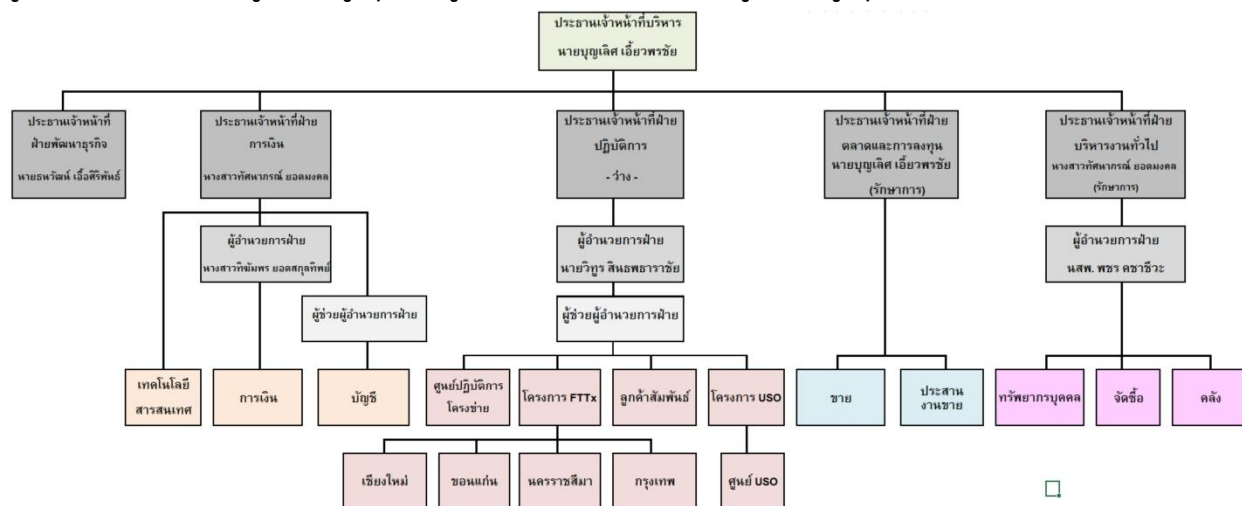 ประธานเจ้าหน้าที่บริหาร
นายบุญเลิศ เอี้ยวพรชัย
ประธานเจ้าหน้าที่
ฝ่ายพัฒนาธุรกิจ
นายธหวัฒน์ เอื้อศิริพันธ์
ประธานเจ้าหน้าที่ฝ่าย
การเงิน
นางสาวทัศนาภรณ์ ยอดมงคล
ประธานเจ้าหน้าที่ฝ่าย
ปฏิบัติการ
- ว่าง -
ประธานเจ้าหน้าที่ฝ่าย
ตลาดและการลงทุน
นายบุญเลิศ เอี้ยวพรชัย
(รักษาการ)
ประธานเจ้าหน้าที่ฝ่าย
บริหารงานทั่วไป
นางสาวทัศนาภรณ์ ยอดมงคล
(รักษาการ)
ผู้อำนวยการฝ่าย
นางสาวทิฆัมพร ยอดสกุลทิพย์
ผู้อำนวยการฝ่าย
นายวิทูร สินธพธาราชัย
ผู้อำนวยการฝ่าย
นสพ. พชร คชาชีวะ
ผู้ช่วยผู้อำนวยการฝ่าย
ผู้ช่วยผู้อำนวยการฝ่าย
เทคโนโลยี
สารสนเทศ
การเงิน
บัญชี
ศูนย์ปฏิบัติการ
โครงข่าย
โครงการ FTTx
ลูกค้าสัมพันธ์
โครงการ USO
ขาย
ประสาน
งานขาย
ทรัพยากรบุคคล
จัดซื้อ
คลัง
เชียงใหม่
ขอนแก่น
นครราชสีมา
กรุงเทพ
ศูนย์ USO